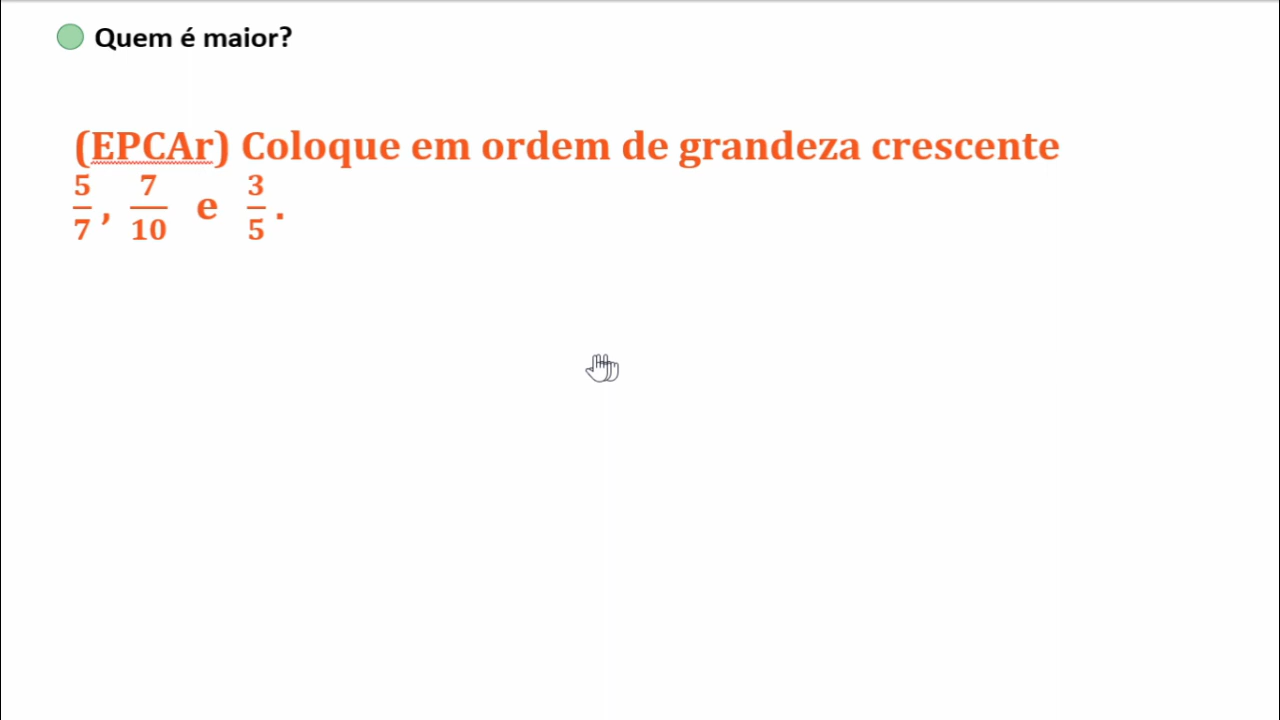 Quem é maior?
(EPCAr) Coloque em ordem de grandeza crescente
5/7, 7/10 e 3/5.